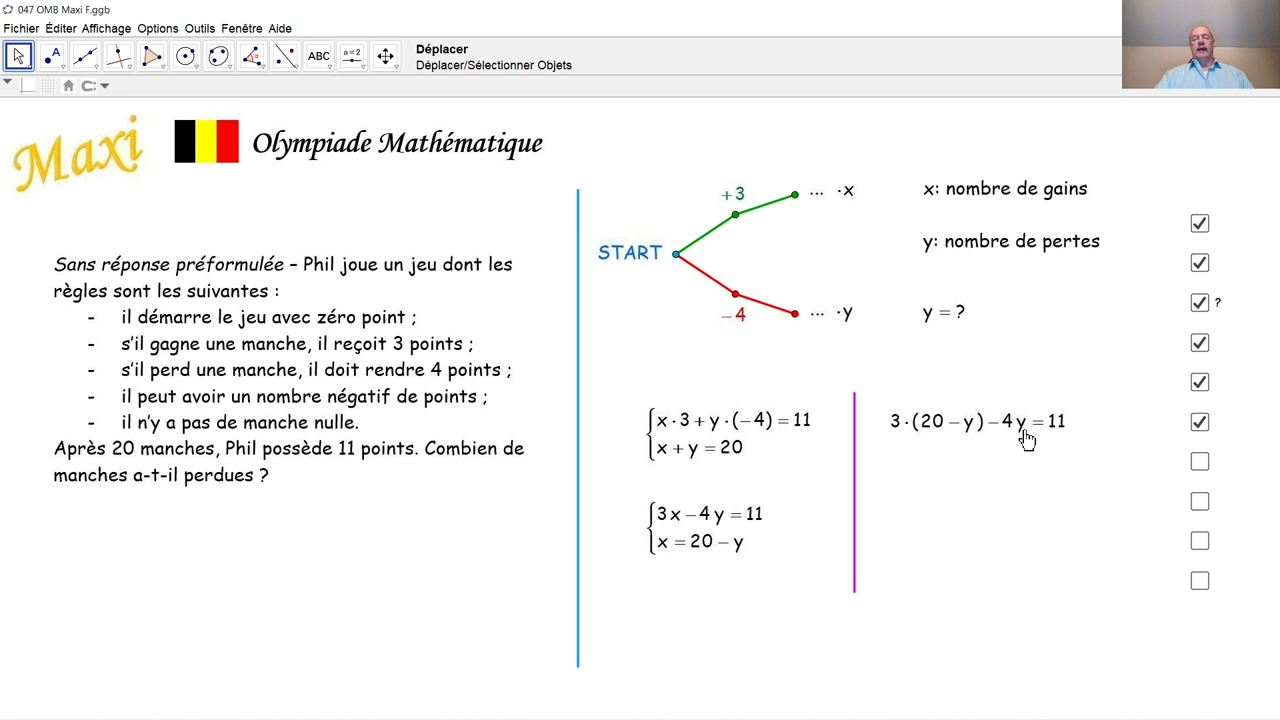 047 OMB Maxi F.ggb
Fichier Éditer Affichage Options Outils Fenêtre Aide
A
ABC
a=2
Déplacer
Déplacer/Sélectionner Objets
Maxi
Olympiade Mathématique
Sans réponse préformulée – Phil joue un jeu dont les
règles sont les suivantes :
- il démarre le jeu avec zéro point ;
- s'il gagne une manche, il reçoit 3 points ;
- s'il perd une manche, il doit rendre 4 points ;
- il peut avoir un nombre négatif de points ;
- il n'y a pas de manche nulle.
Après 20 manches, Phil possède 11 points. Combien de
manches a-t-il perdues ?
+3 ... ·x
START
−4 ... ·y
x: nombre de gains
y: nombre de pertes
y = ?
?
x·3+y·(−4)=11
x+y=20
3x−4y=11
x=20−y
3·(20−y)−4y=11